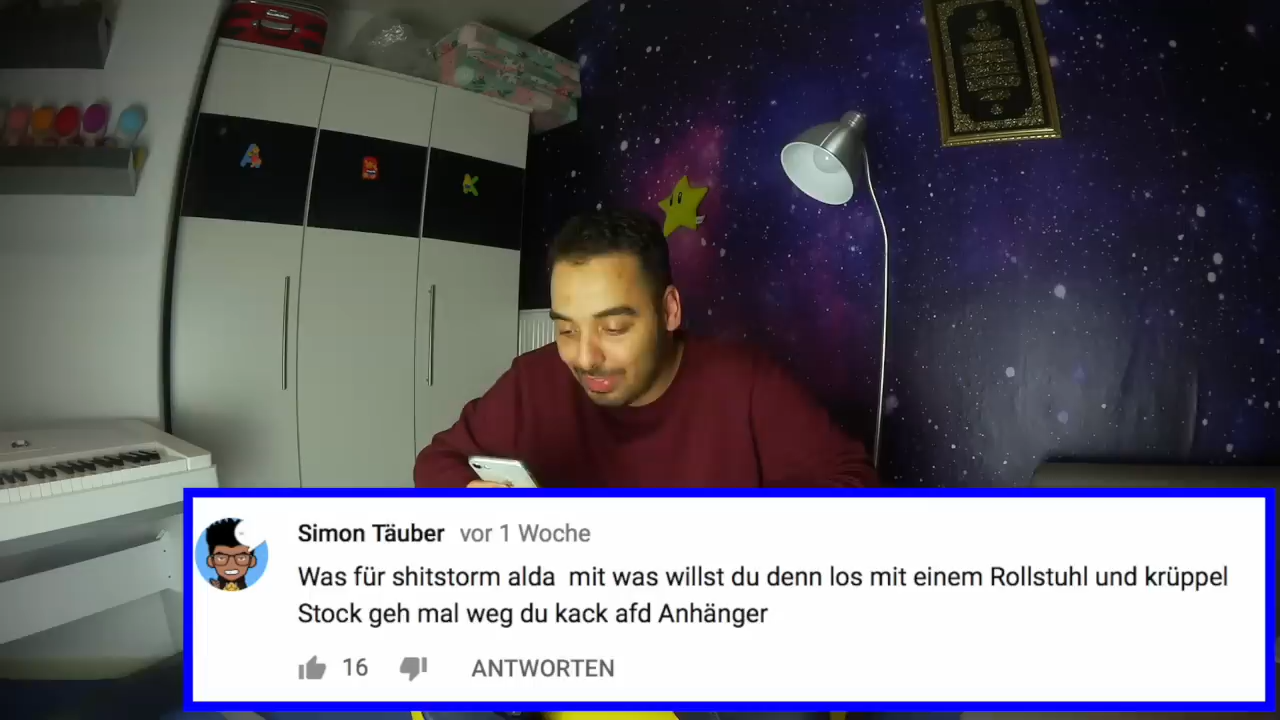 Simon Täuber vor 1 Woche
Was für shitstorm alda  mit was willst du denn los mit einem Rollstuhl und krüppel
Stock geh mal weg du kack afd Anhänger
16 ANTWORTEN